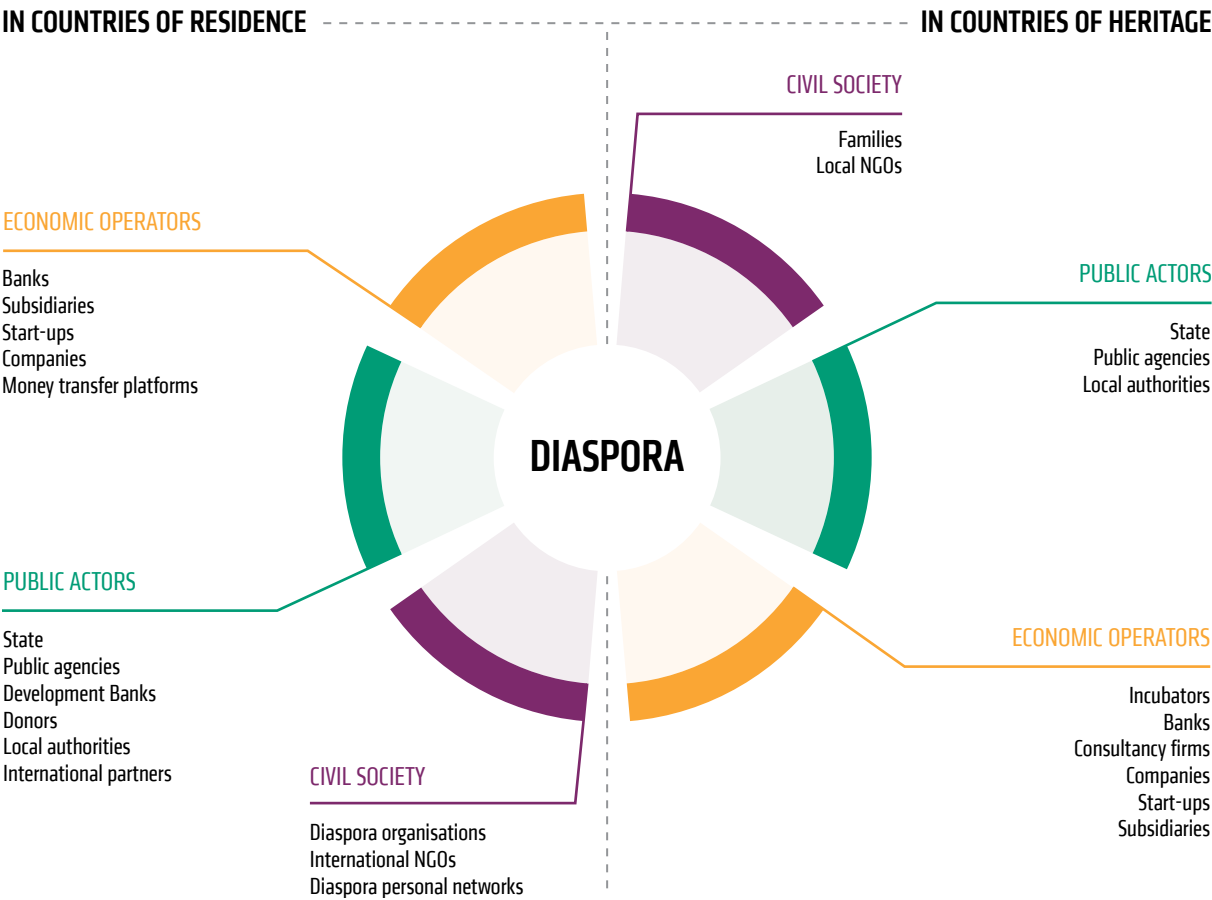 IN COUNTRIES OF RESIDENCE
IN COUNTRIES OF HERITAGE
ECONOMIC OPERATORS
Banks
Subsidiaries
Start-ups
Companies
Money transfer platforms
PUBLIC ACTORS
State
Public agencies
Development Banks
Donors
Local authorities
International partners
CIVIL SOCIETY
Diaspora organisations
International NGOs
Diaspora personal networks
DIASPORA
CIVIL SOCIETY
Families
Local NGOs
PUBLIC ACTORS
State
Public agencies
Local authorities
ECONOMIC OPERATORS
Incubators
Banks
Consultancy firms
Companies
Start-ups
Subsidiaries